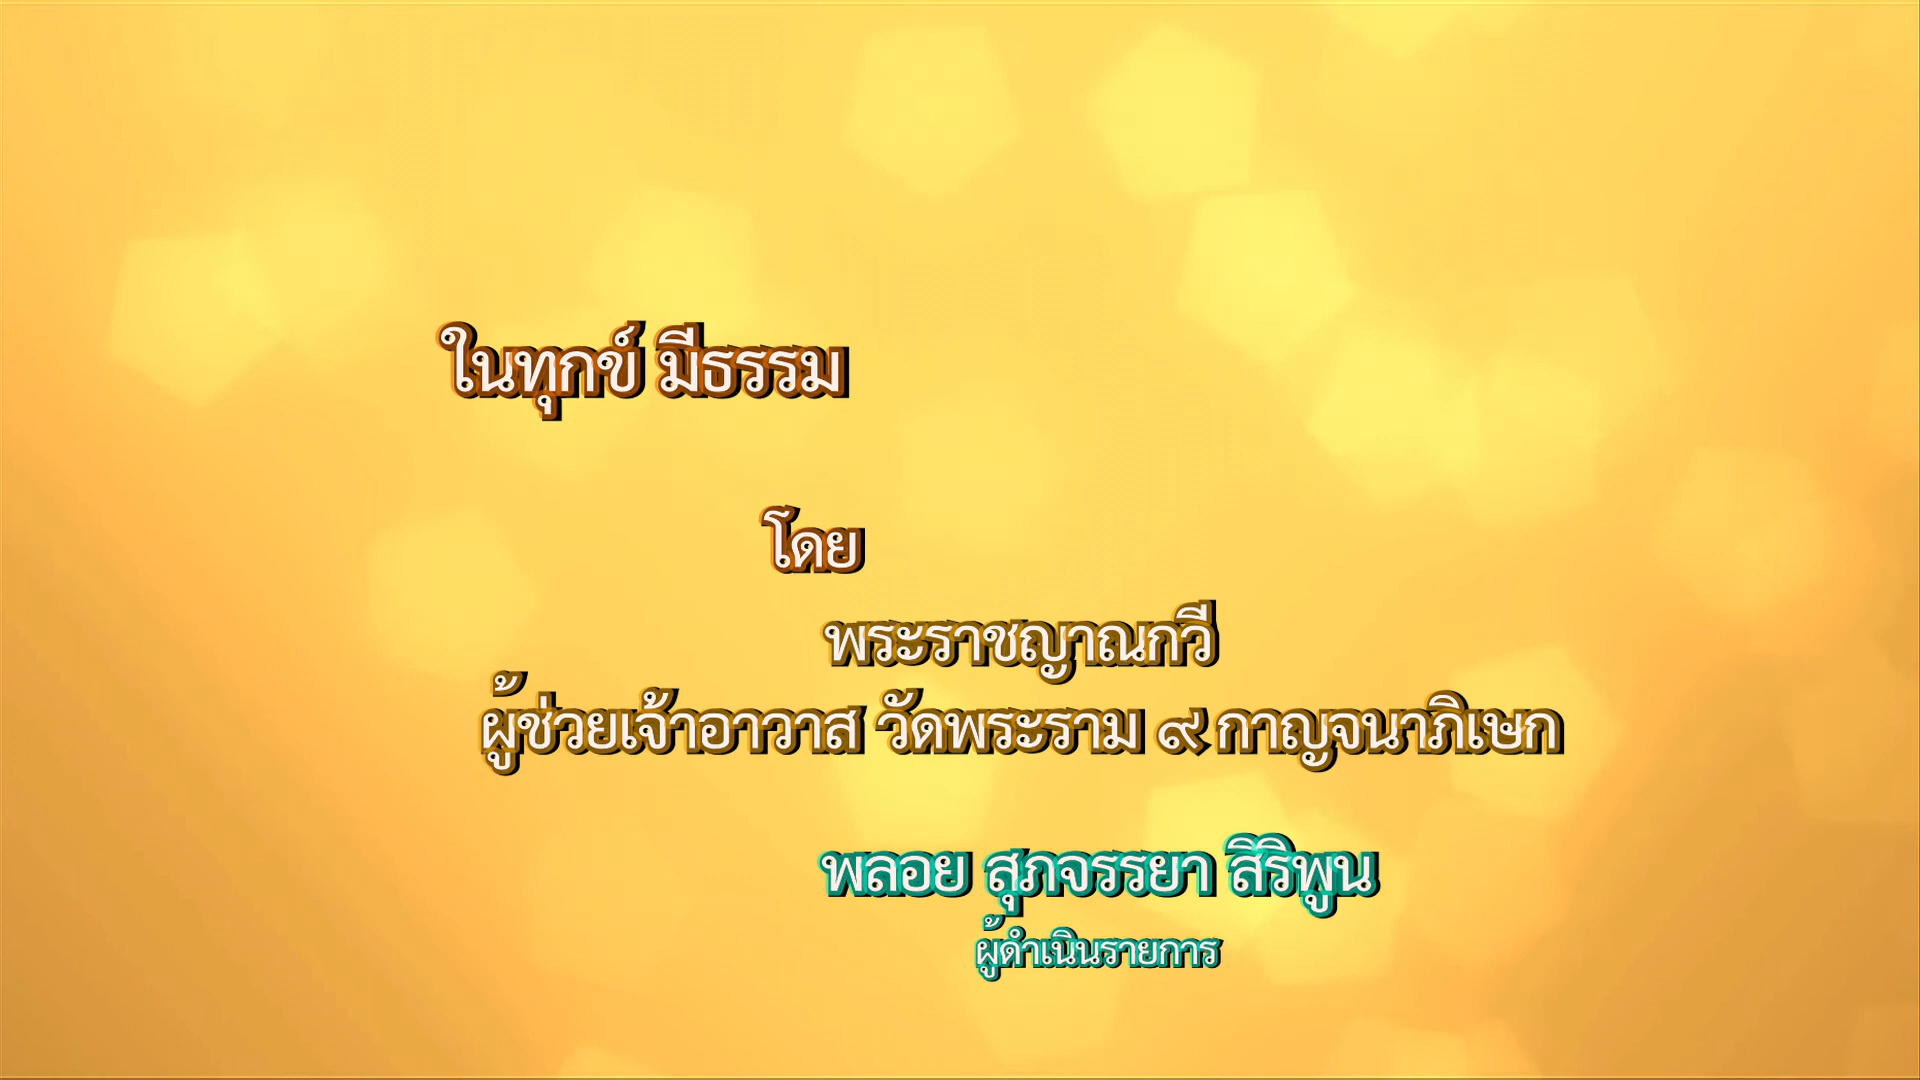 ในทุกข์ มีธรรม
โดย
พระราชญาณกวี
ผู้ช่วยเจ้าอาวาส วัดพระราม ๙ กาญจนาภิเษก
พลอย สุภจรรยา สิริพูน
ผู้ดำเนินรายการ